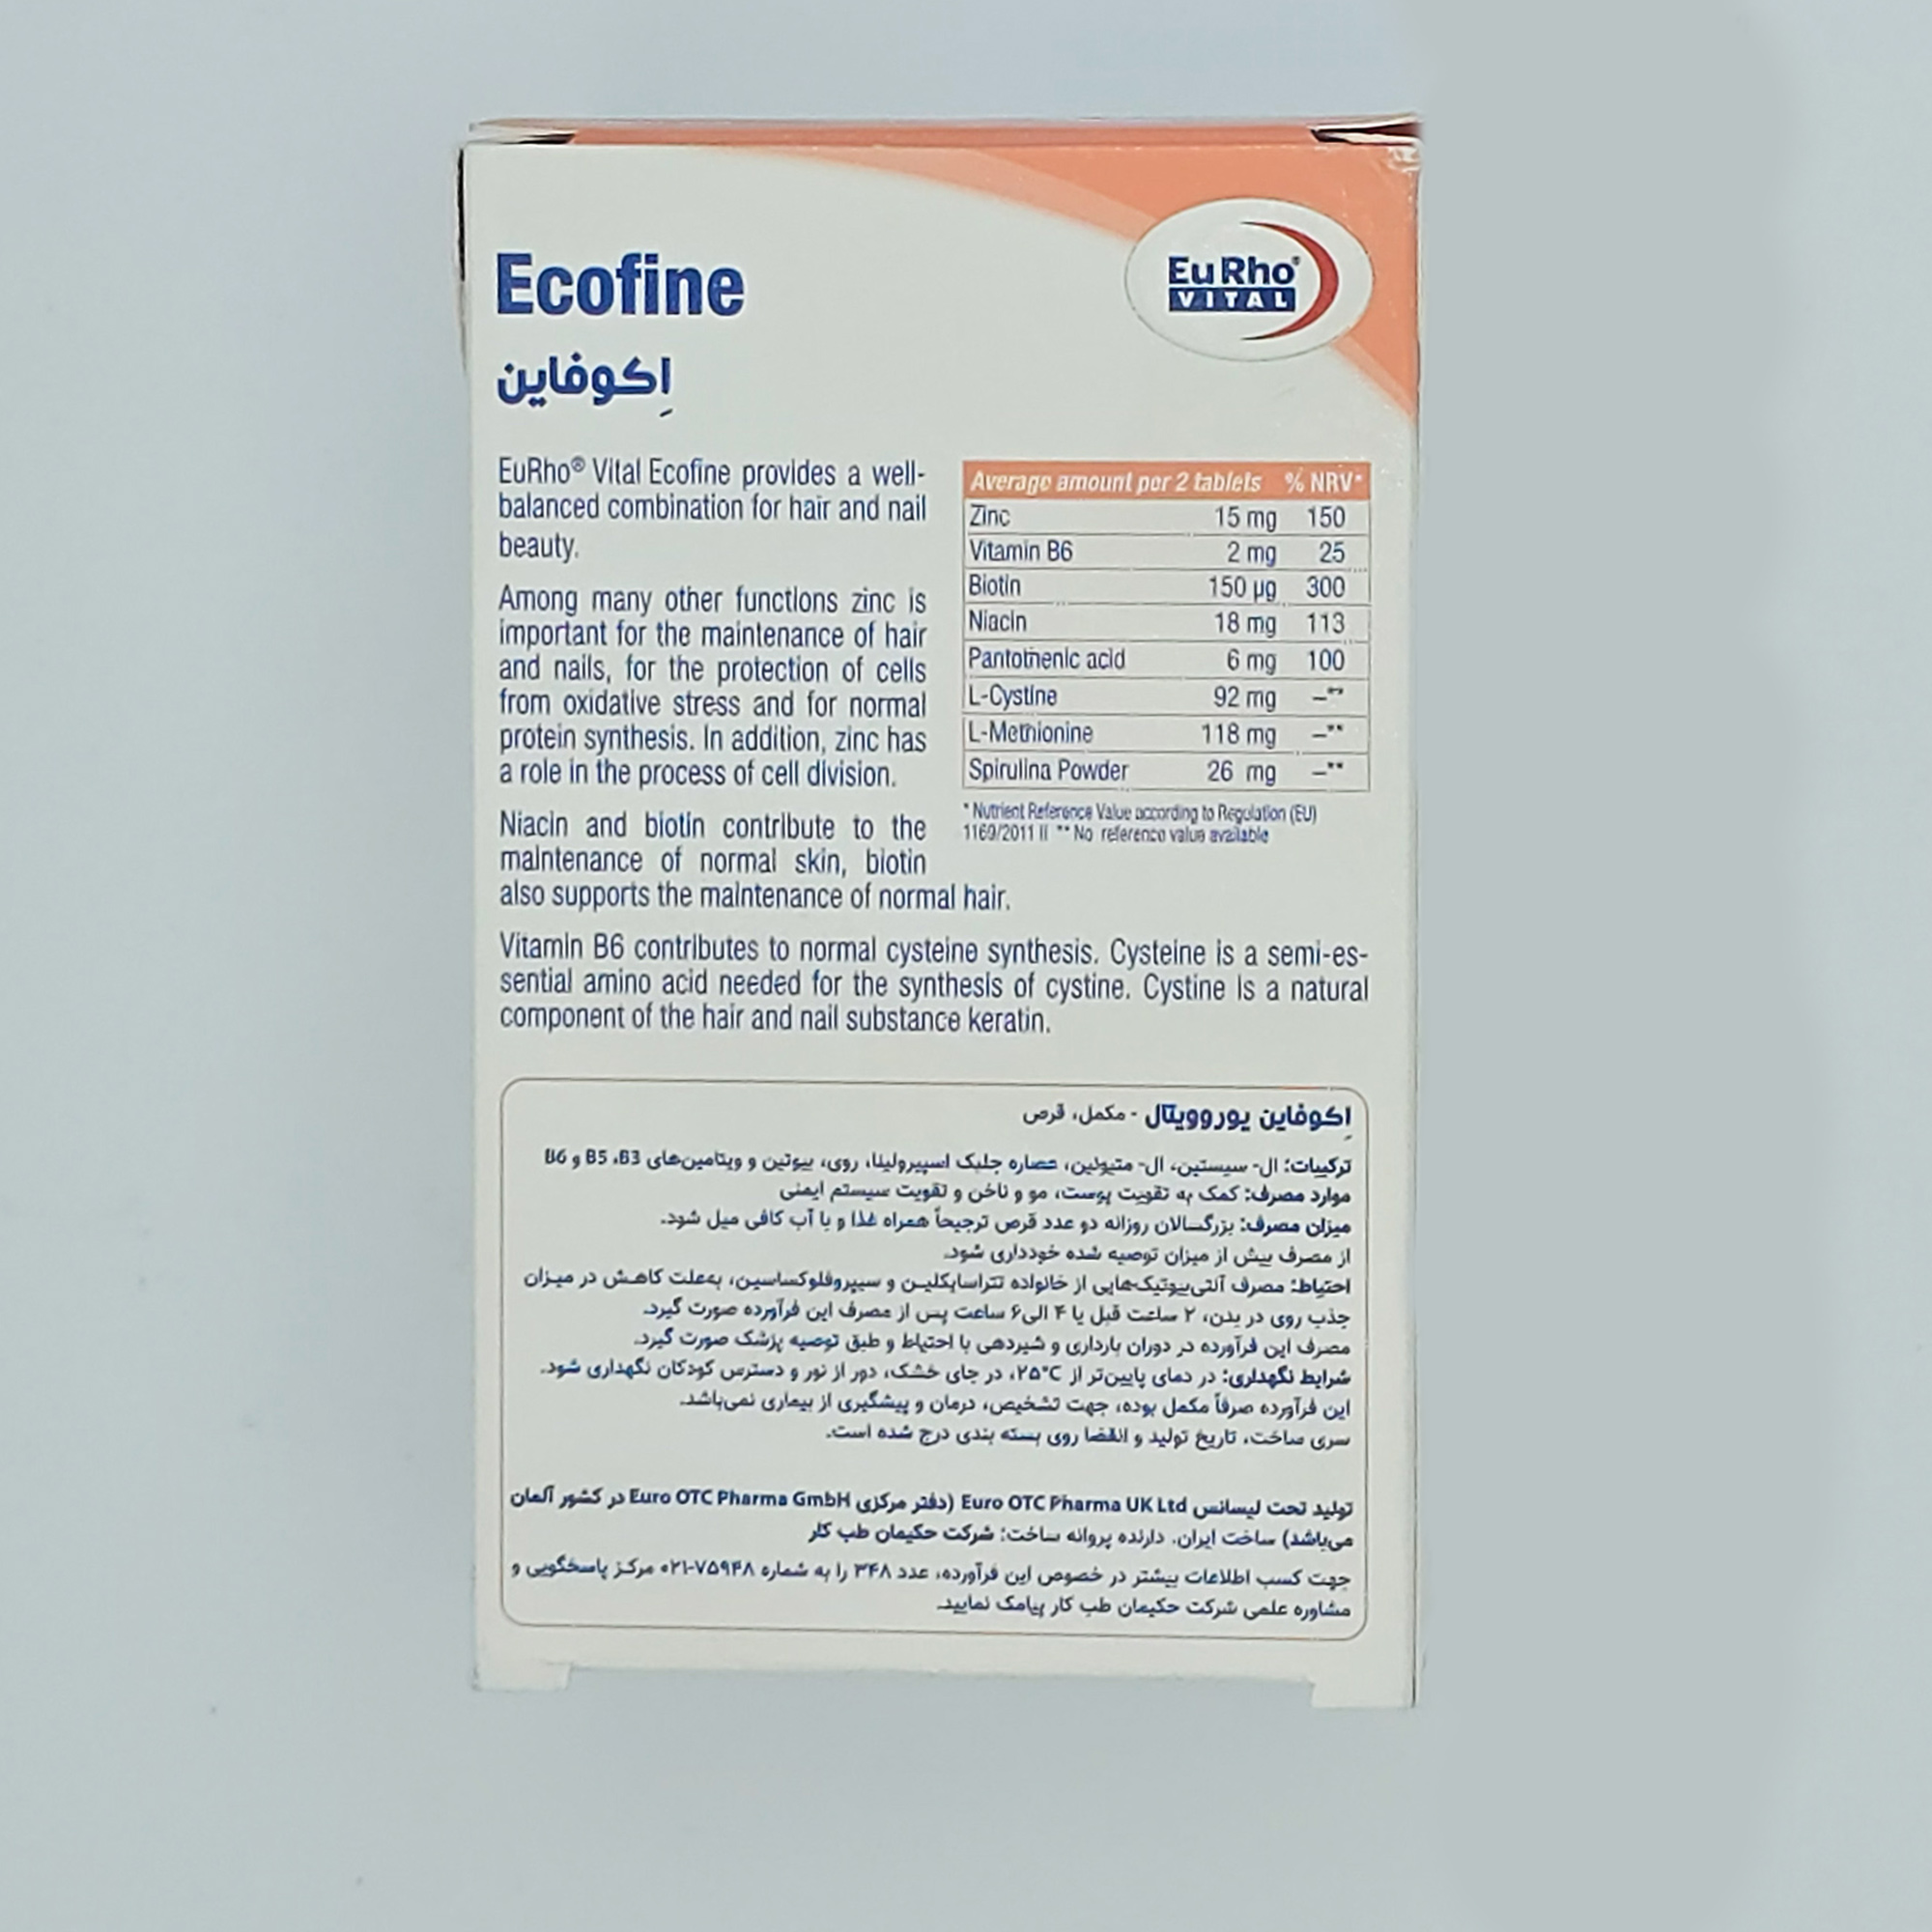 EuRho®
VITAL
Ecofine
اِکوفاین
EuRho® Vital Ecofine provides a well-
balanced combination for hair and nail
beauty.
Among many other functions zinc is
important for the maintenance of hair
and nails, for the protection of cells
from oxidative stress and for normal
protein synthesis. In addition, zinc has
a role in the process of cell division.
Niacin and biotin contribute to the
maintenance of normal skin, biotin
also supports the maintenance of normal hair.
Average amount per 2 tablets % NRV*
Zinc 15 mg 150
Vitamin B6 2 mg 25
Biotin 150 µg 300
Niacin 18 mg 113
Pantothenic acid 6 mg 100
L-Cystine 92 mg –**
L-Methionine 118 mg –**
Spirulina Powder 26 mg –**
* Nutrient Reference Value according to Regulation (EU)
1169/2011 II ** No reference value available
Vitamin B6 contributes to normal cysteine synthesis. Cysteine is a semi-es-
sential amino acid needed for the synthesis of cystine. Cystine is a natural
component of the hair and nail substance keratin.
اِکوفاین یوروویتال - مکمل، قرص
ترکیبات: ال- سیستین، ال- متیونین، عصاره جلبک اسپیرولینا، روی، بیوتین و ویتامین‌های B5 ،B3 و B6
موارد مصرف: کمک به تقویت پوست، مو و ناخن و تقویت سیستم ایمنی
میزان مصرف: بزرگسالان روزانه دو عدد قرص ترجیحاً همراه غذا و با آب کافی میل شود.
از مصرف بیش از میزان توصیه شده خودداری شود.
احتیاط: مصرف آنتی‌بیوتیک‌هایی از خانواده تتراسایکلین و سیپروفلوکساسین، به‌علت کاهش در میزان
جذب روی در بدن، ۲ ساعت قبل یا ۴ الی۶ ساعت پس از مصرف این فرآورده صورت گیرد.
مصرف این فرآورده در دوران بارداری و شیردهی با احتیاط و طبق توصیه پزشک صورت گیرد.
شرایط نگهداری: در دمای پایین‌تر از ۲۵°C، در جای خشک، دور از نور و دسترس کودکان نگهداری شود.
این فرآورده صرفاً مکمل بوده، جهت تشخیص، درمان و پیشگیری از بیماری نمی‌باشد.
سری ساخت، تاریخ تولید و انقضا روی بسته بندی درج شده است.
تولید تحت لیسانس Euro OTC Pharma UK Ltd (دفتر مرکزی Euro OTC Pharma GmbH در کشور آلمان
می‌باشد) ساخت ایران. دارنده پروانه ساخت: شرکت حکیمان طب کار
جهت کسب اطلاعات بیشتر در خصوص این فرآورده، عدد ۳۴۸ را به شماره ۷۵۹۴۸-۰۲۱ مرکز پاسخگویی و
مشاوره علمی شرکت حکیمان طب کار پیامک نمایید.